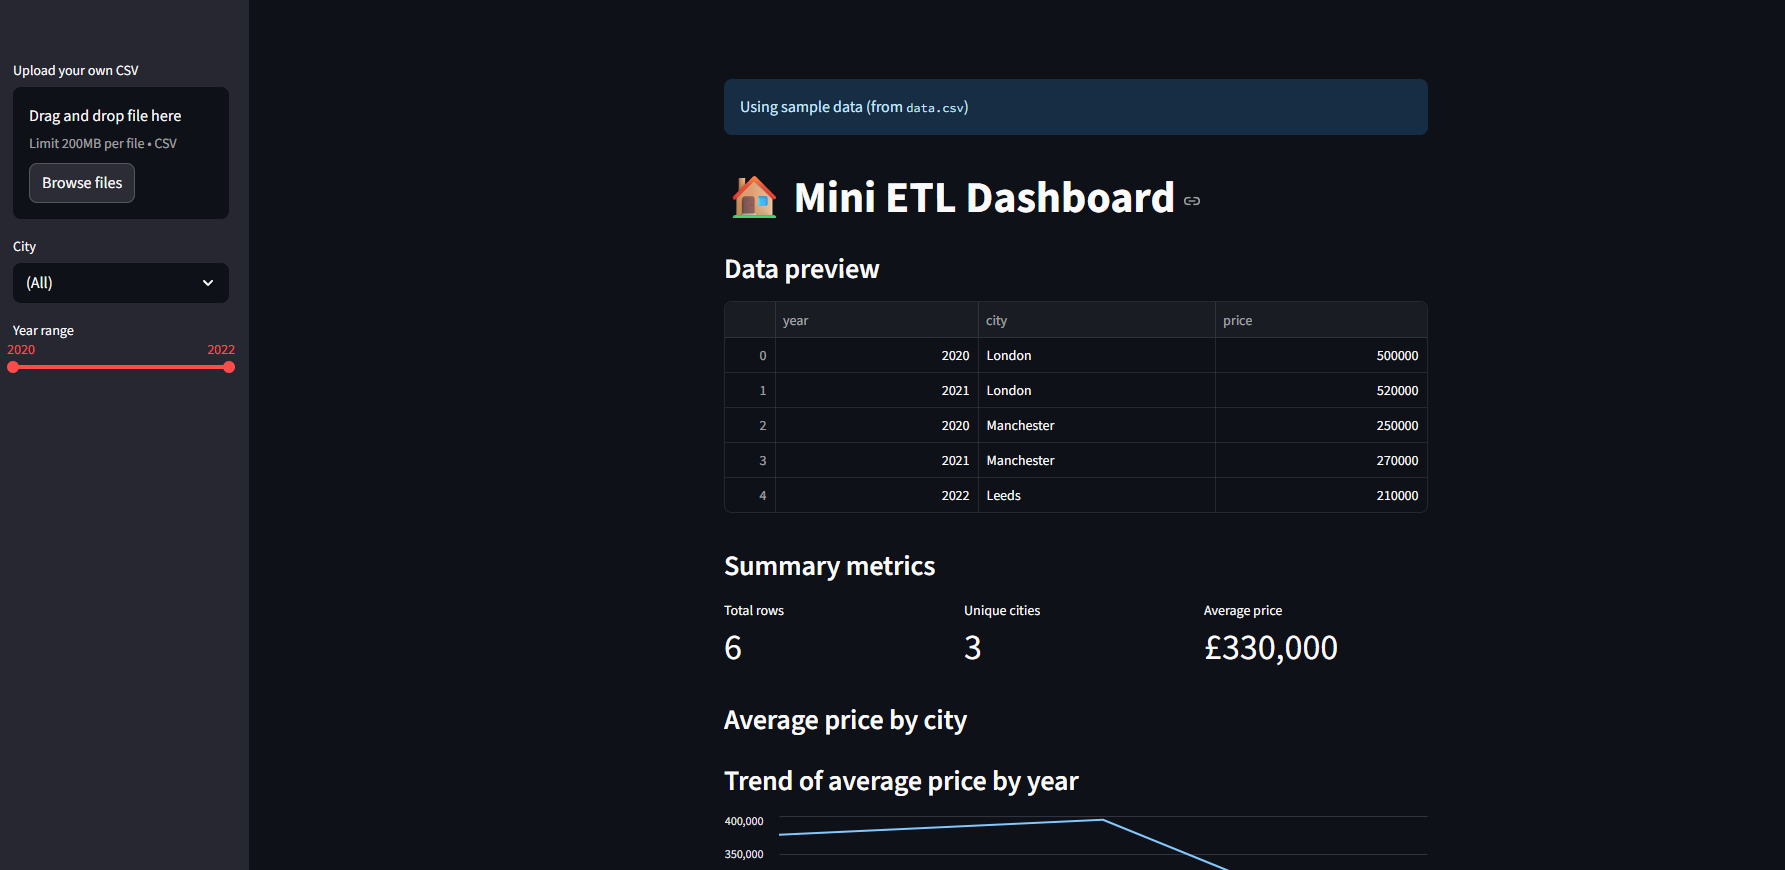 Upload your own CSV
Drag and drop file here
Limit 200MB per file • CSV
Browse files
City
(All)
Year range
2020 2022
Using sample data (from data.csv)
Mini ETL Dashboard
Data preview
year city price
0 2020 London 500000
1 2021 London 520000
2 2020 Manchester 250000
3 2021 Manchester 270000
4 2022 Leeds 210000
Summary metrics
Total rows Unique cities Average price
6 3 £330,000
Average price by city
Trend of average price by year
400,000
350,000